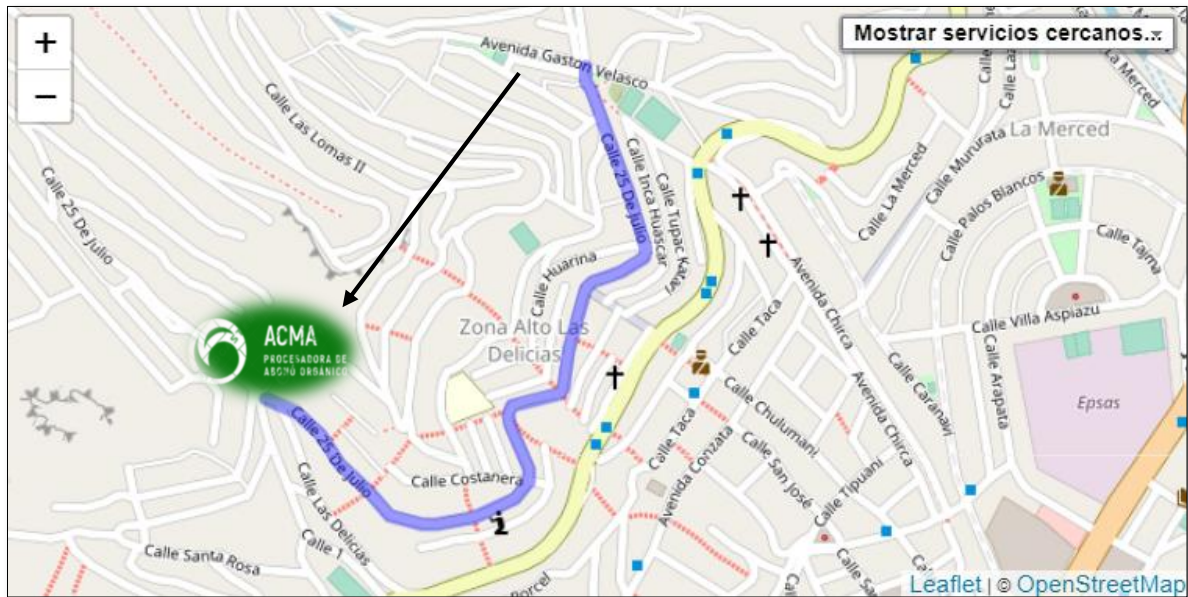 +
−
Mostrar servicios cercanos...
Avenida Gaston Velasco
Calle Las Lomas II
Calle 25 De Julio
Calle 25 De Julio
Calle Inca Huascar
Calle Tupac Katari
Calle Huarina
Zona Alto Las
Delicias
ACMA
PROCESADORA DE
ABONO ORGÁNICO
Calle 25 De Julio
Calle Costanera
Calle Las Delicias
Calle 1
Calle Santa Rosa
La Merced
La Merced
Calle La Merced
Calle Mururata
Calle Palos Blancos
Calle Tajma
Avenida Chirca
Calle Taca
Calle Villa Aspiazu
Calle Arapata
Calle Caranavi
Epsas
Calle Taca
Calle Chulumani
Avenida Chirca
Avenida Conzata
Calle San José
Calle Tipuani
Leaflet | © OpenStreetMap